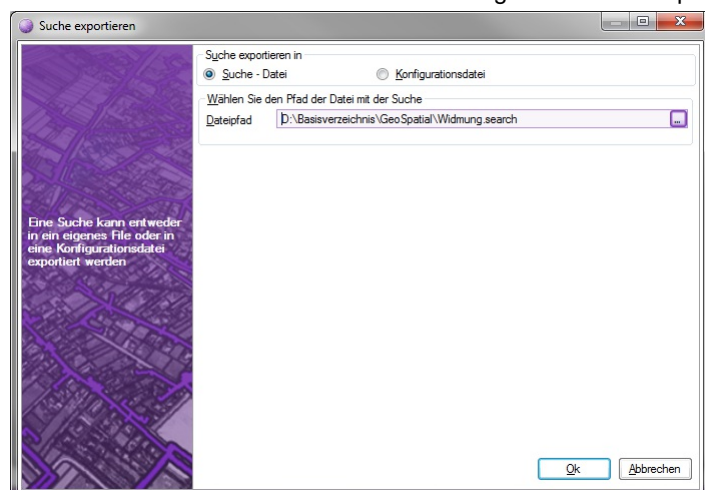 Suche exportieren
Suche exportieren in
Suche - Datei
Konfigurationsdatei
Wählen Sie den Pfad der Datei mit der Suche
Dateipfad
D:\Basisverzeichnis\GeoSpatial\Widmung.search
...
Eine Suche kann entweder
in ein eigenes File oder in
eine Konfigurationsdatei
exportiert werden
Ok
Abbrechen